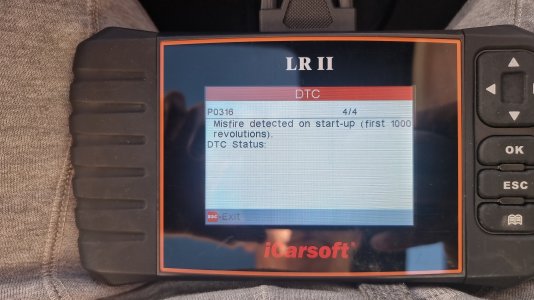 LR II
DTC
P0316 4/4
Misfire detected on start-up (first 1000
revolutions).
DTC Status:
ESC Exit
iCarsoft
OK
ESC